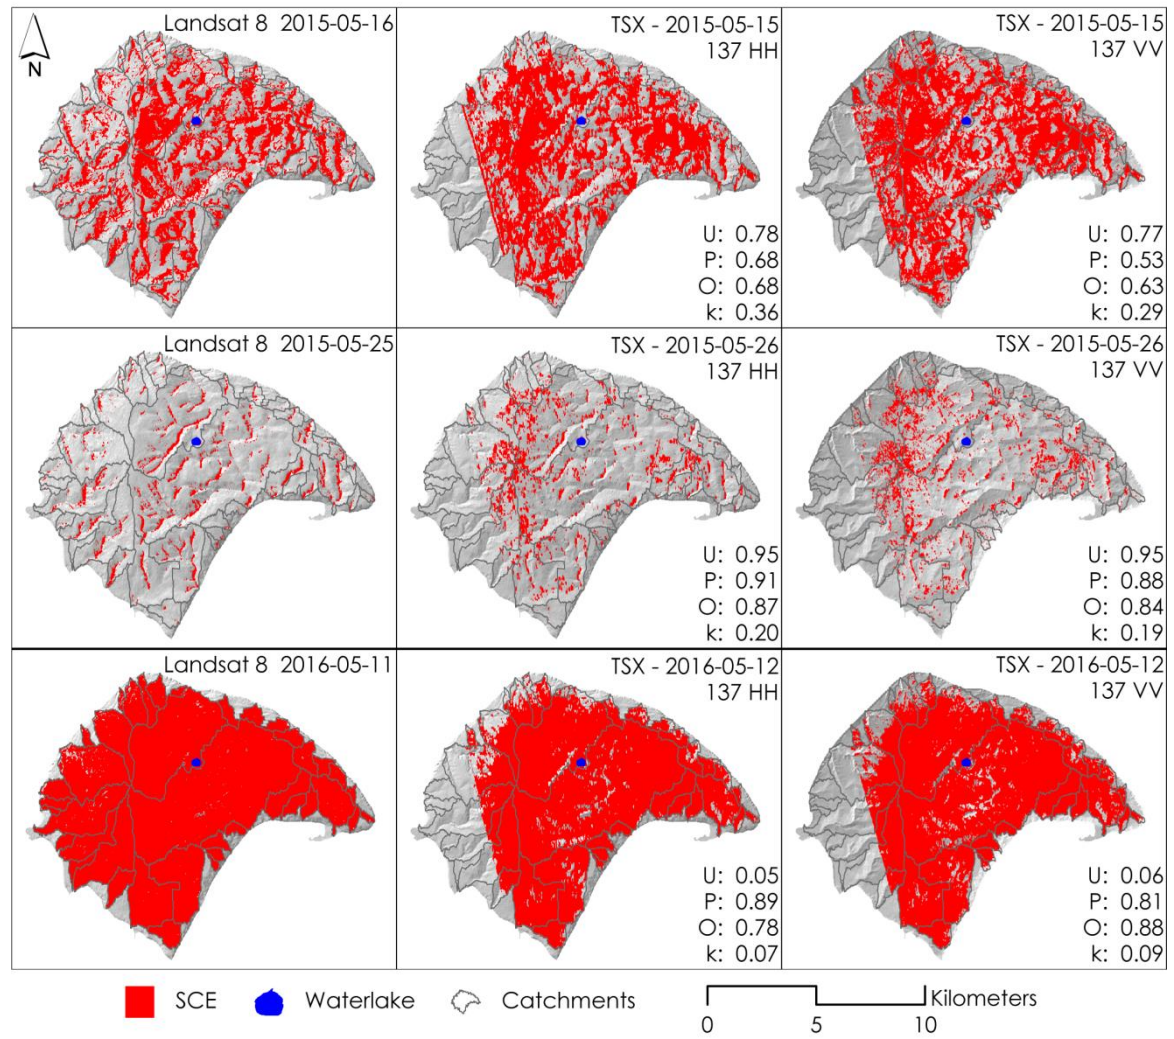 Landsat 8 2015-05-16
N
TSX - 2015-05-15
137 HH
U: 0.78
P: 0.68
O: 0.68
k: 0.36
TSX - 2015-05-15
137 VV
U: 0.77
P: 0.53
O: 0.63
k: 0.29
Landsat 8 2015-05-25
TSX - 2015-05-26
137 HH
U: 0.95
P: 0.91
O: 0.87
k: 0.20
TSX - 2015-05-26
137 VV
U: 0.95
P: 0.88
O: 0.84
k: 0.19
Landsat 8 2016-05-11
TSX - 2016-05-12
137 HH
U: 0.05
P: 0.89
O: 0.78
k: 0.07
TSX - 2016-05-12
137 VV
U: 0.06
P: 0.81
O: 0.88
k: 0.09
SCE
Waterlake
Catchments
Kilometers
0 5 10